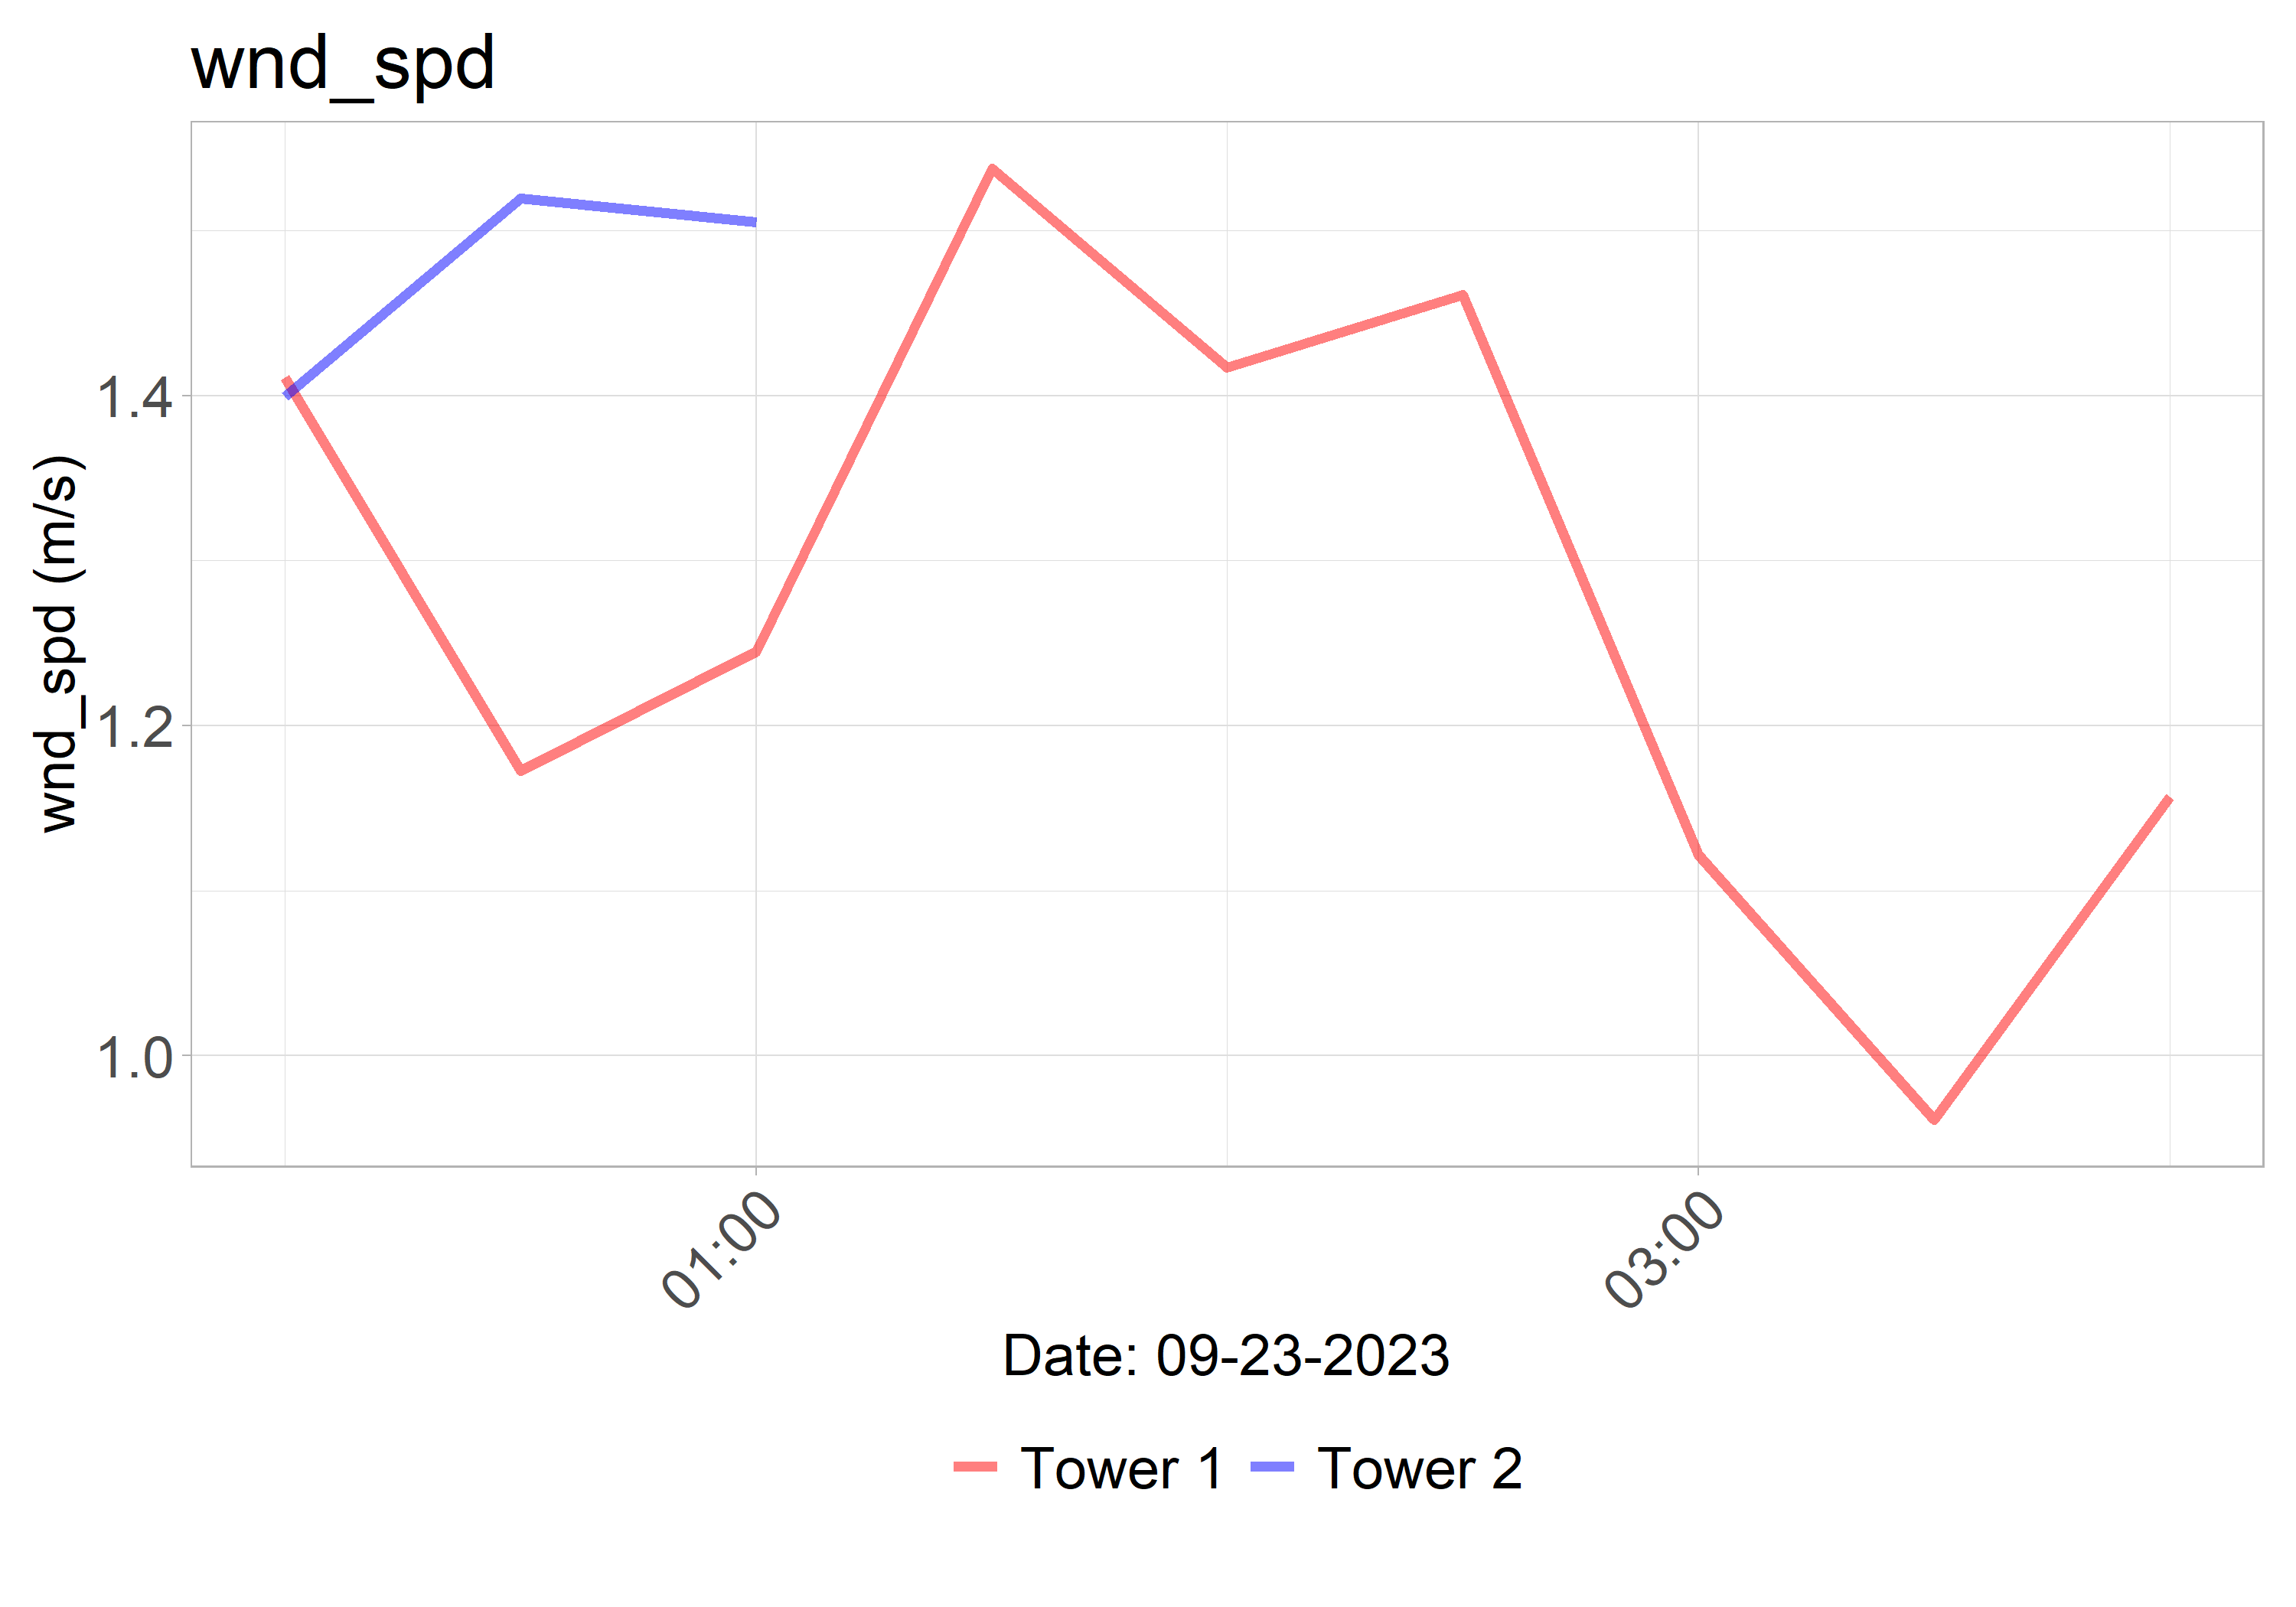 wnd_spd
wnd_spd (m/s)
1.4
1.2
1.0
01:00
03:00
Date: 09-23-2023
Tower 1
Tower 2